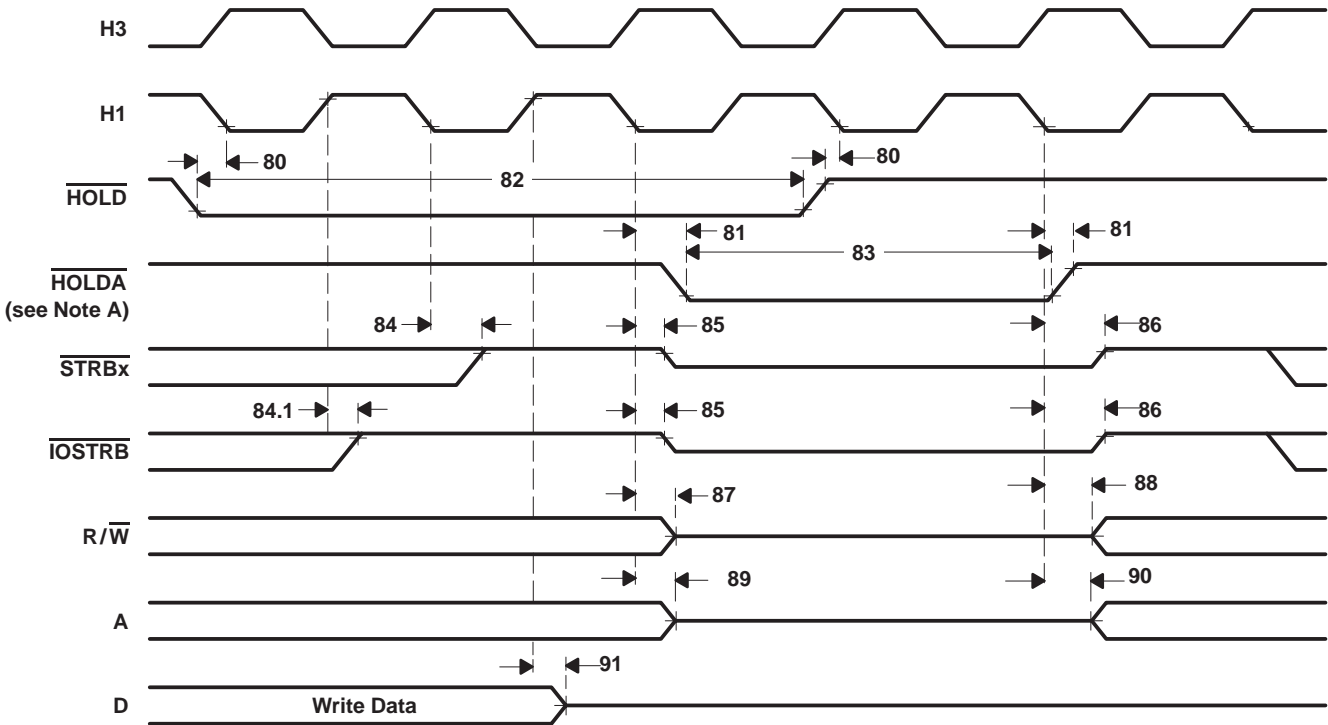 H3
H1
80
80
82
HOLD
81
81
83
HOLDA
(see Note A)
84
85
86
STRBx
84.1
85
86
IOSTRB
87
88
R/W
89
90
A
91
D
Write Data